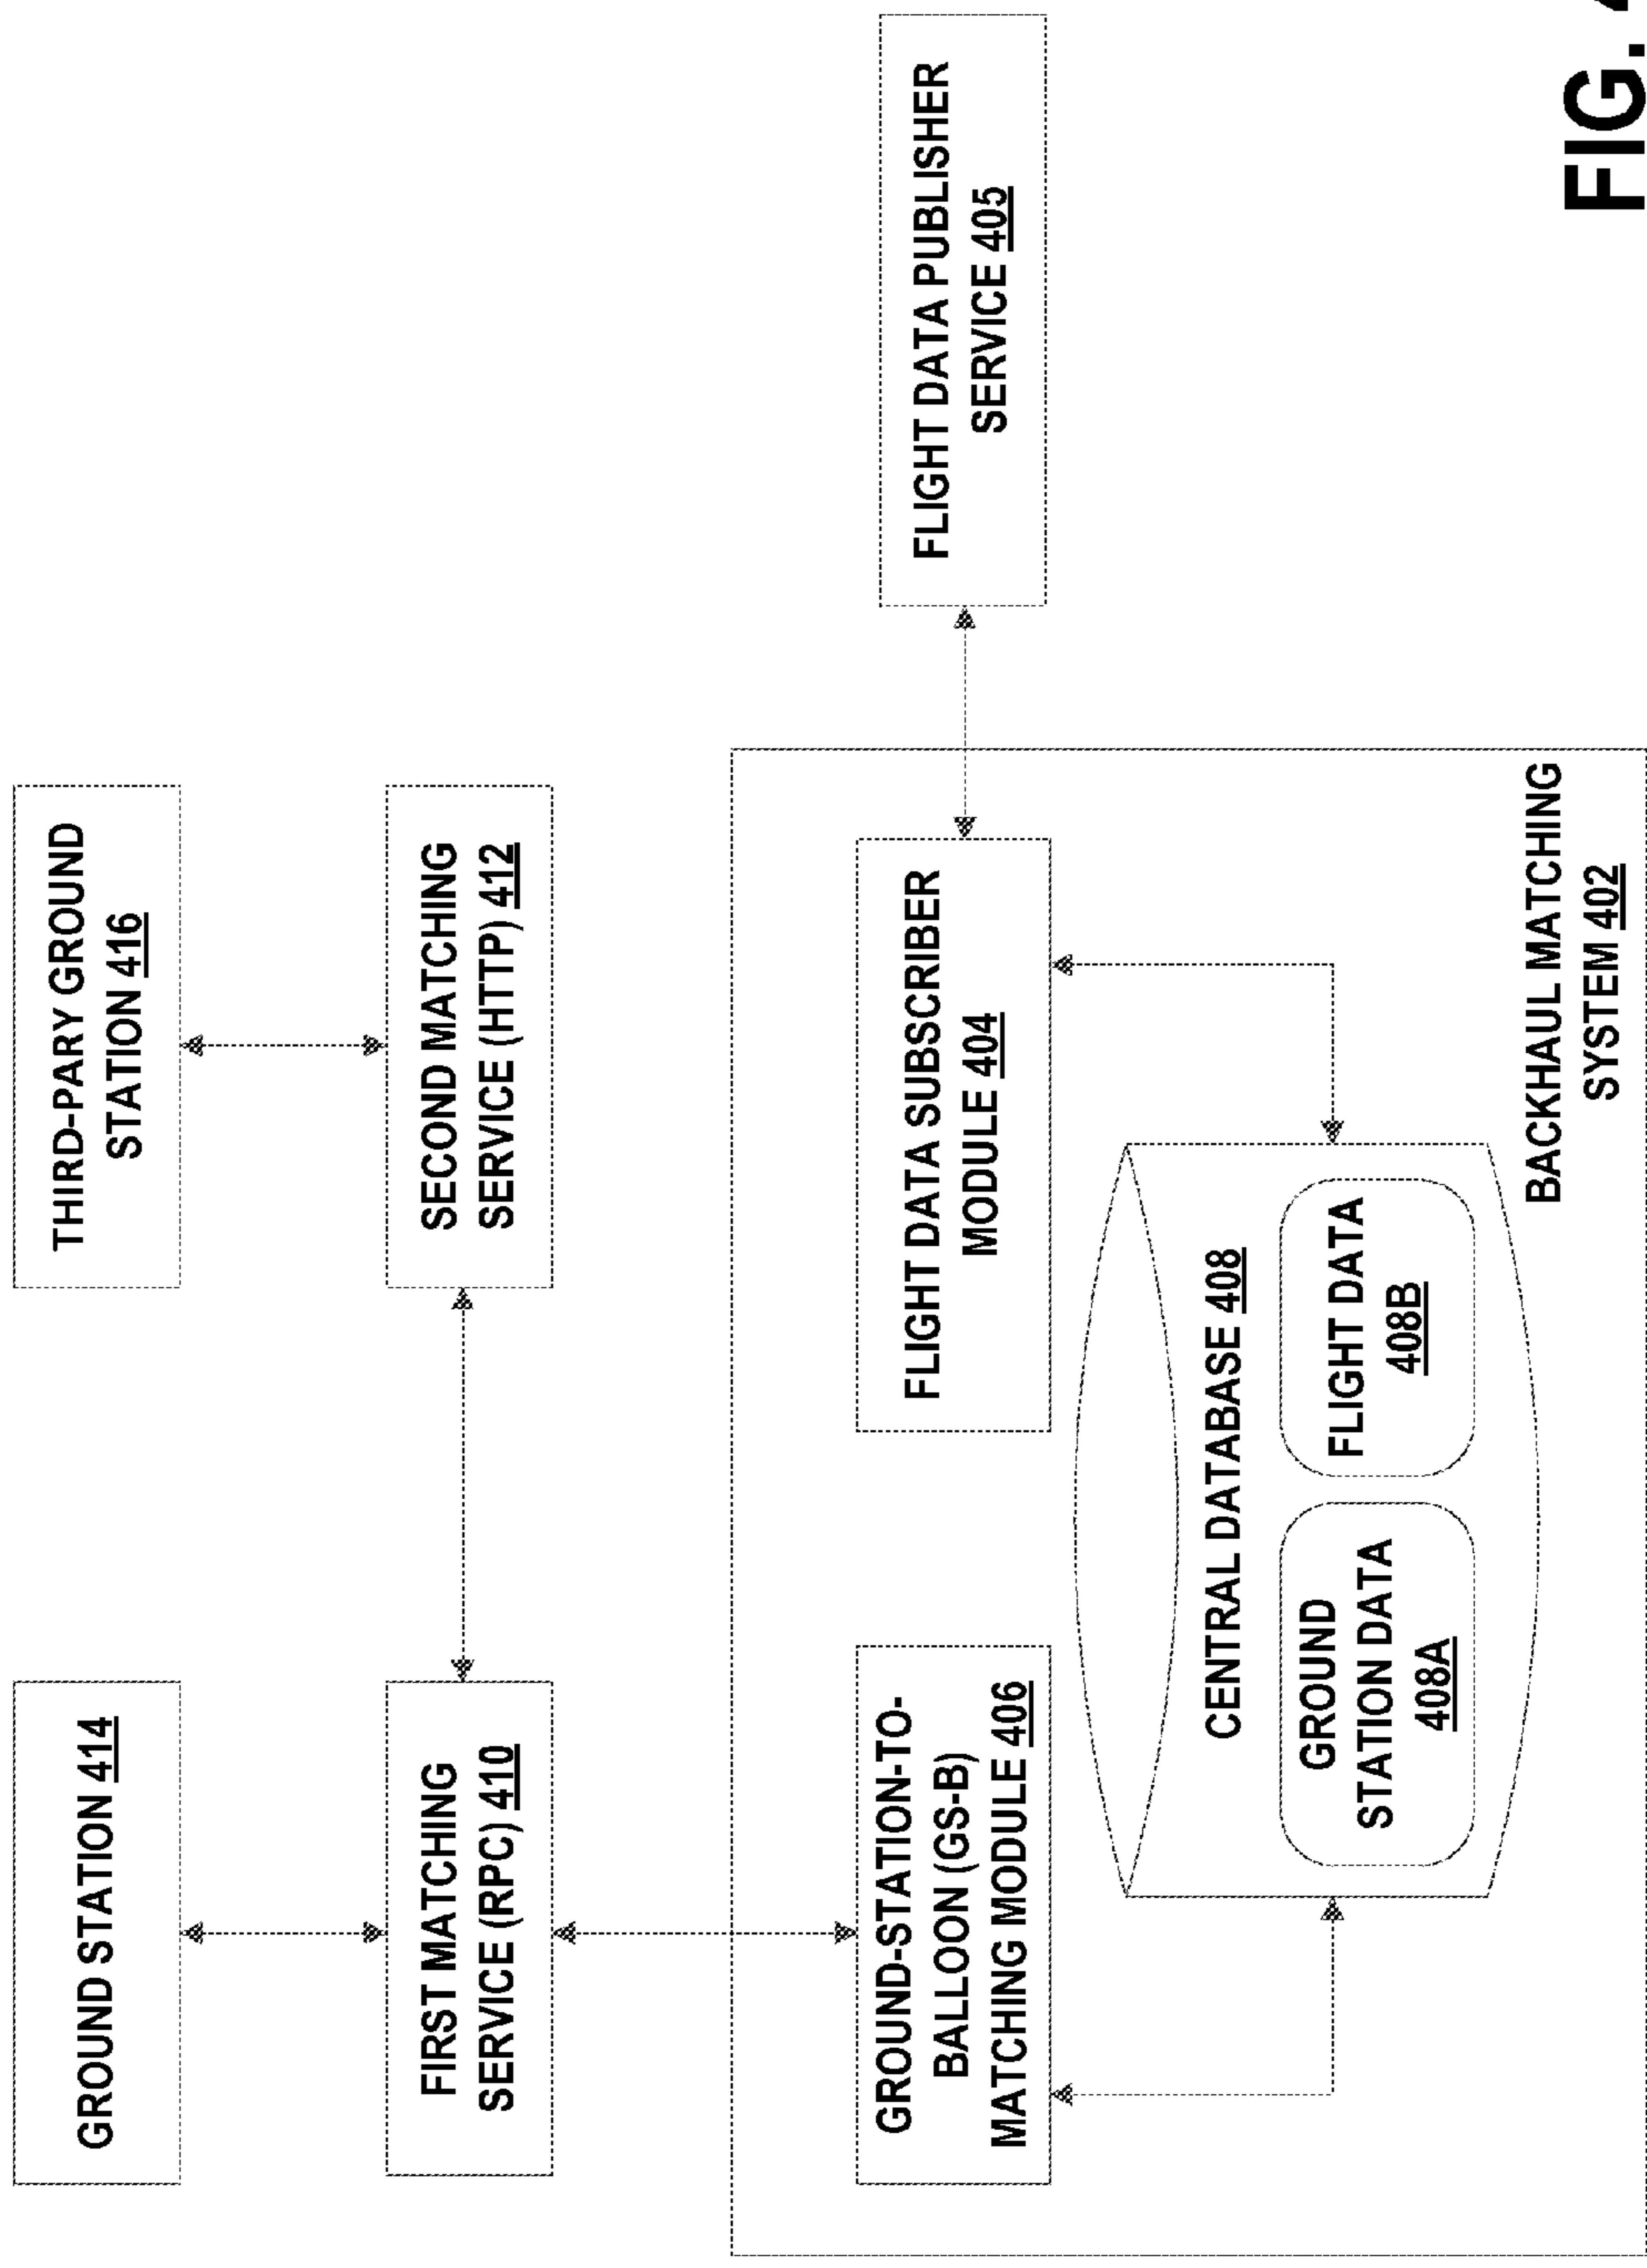 GROUND STATION 414
THIRD-PARY GROUND
STATION 416
FIRST MATCHING
SERVICE (RPC) 410
SECOND MATCHING
SERVICE (HTTP) 412
GROUND-STATION-TO-
BALLOON (GS-B)
MATCHING MODULE 406
FLIGHT DATA SUBSCRIBER
MODULE 404
FLIGHT DATA PUBLISHER
SERVICE 405
CENTRAL DATABASE 408
GROUND
STATION DATA
408A
FLIGHT DATA
408B
BACKHAUL MATCHING
SYSTEM 402
FIG. 4